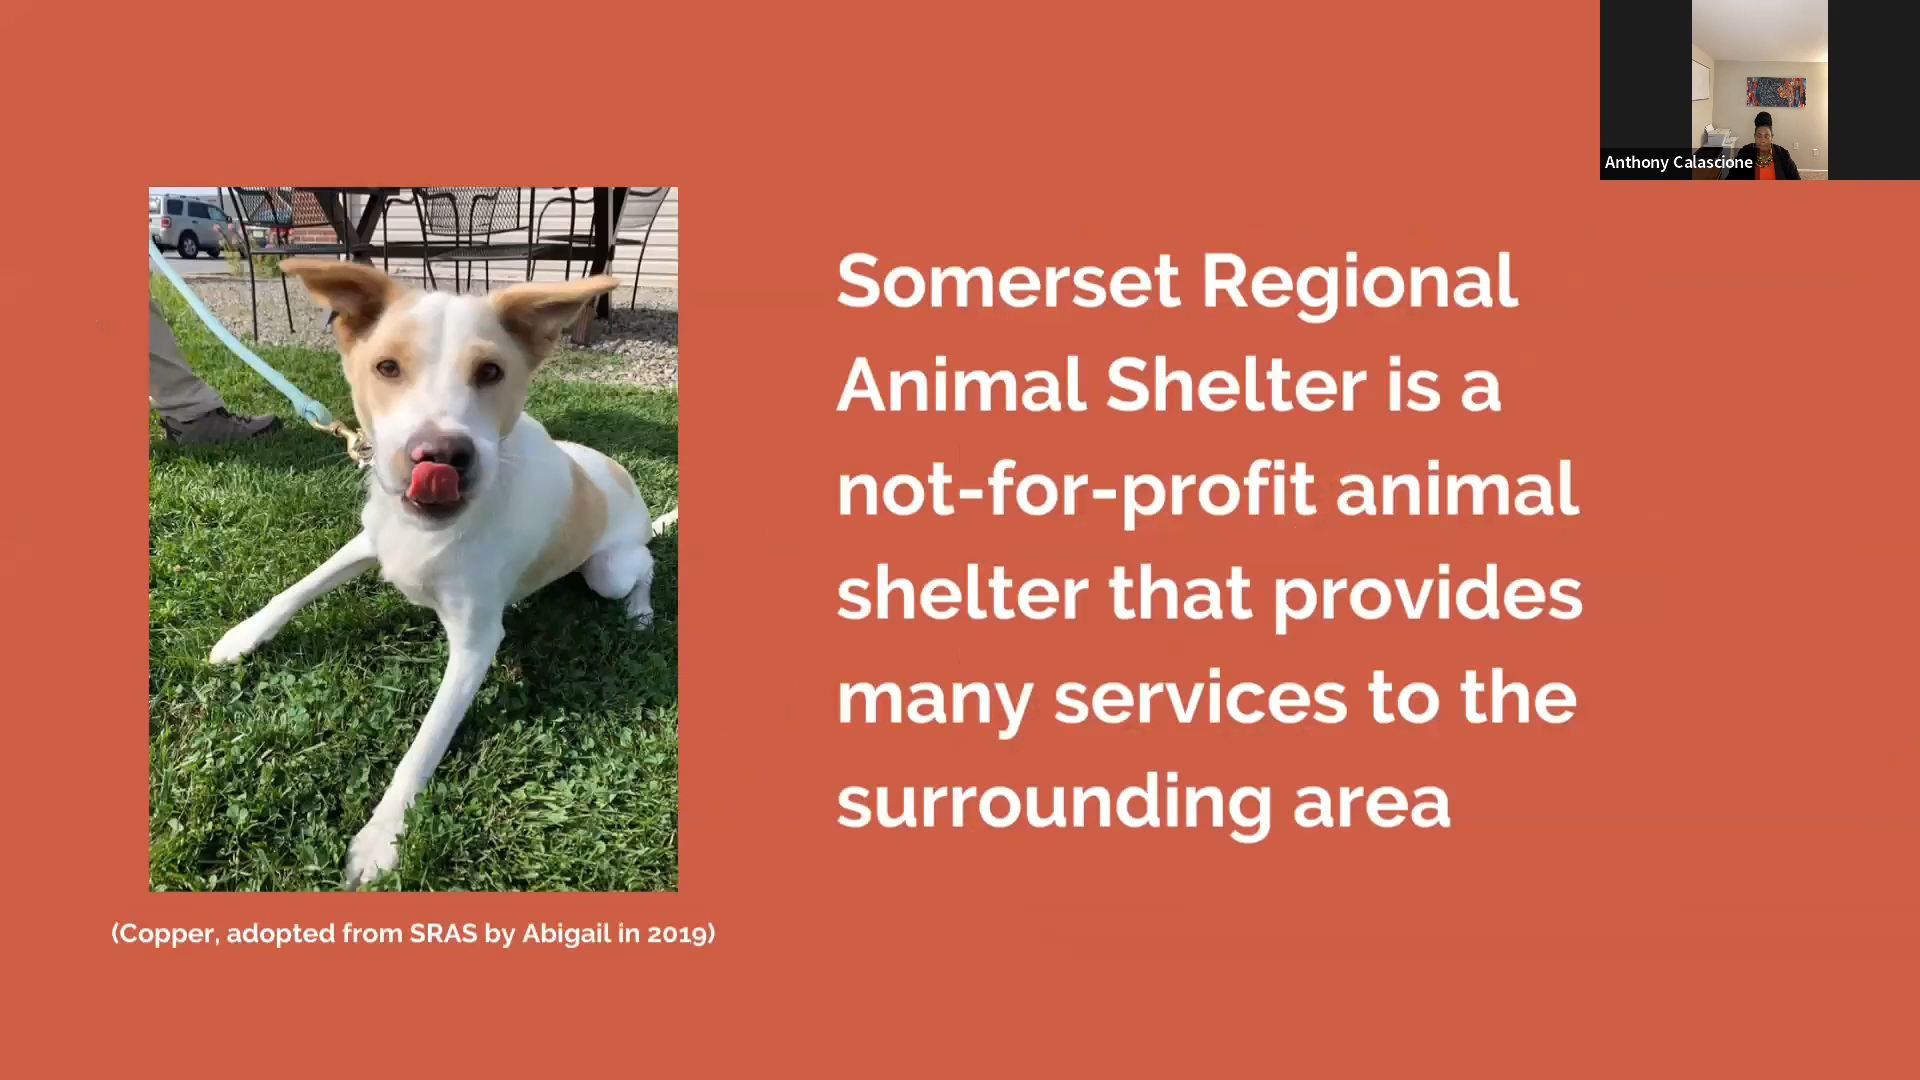 Anthony Calascione
Somerset Regional
Animal Shelter is a
not-for-profit animal
shelter that provides
many services to the
surrounding area
(Copper, adopted from SRAS by Abigail in 2019)